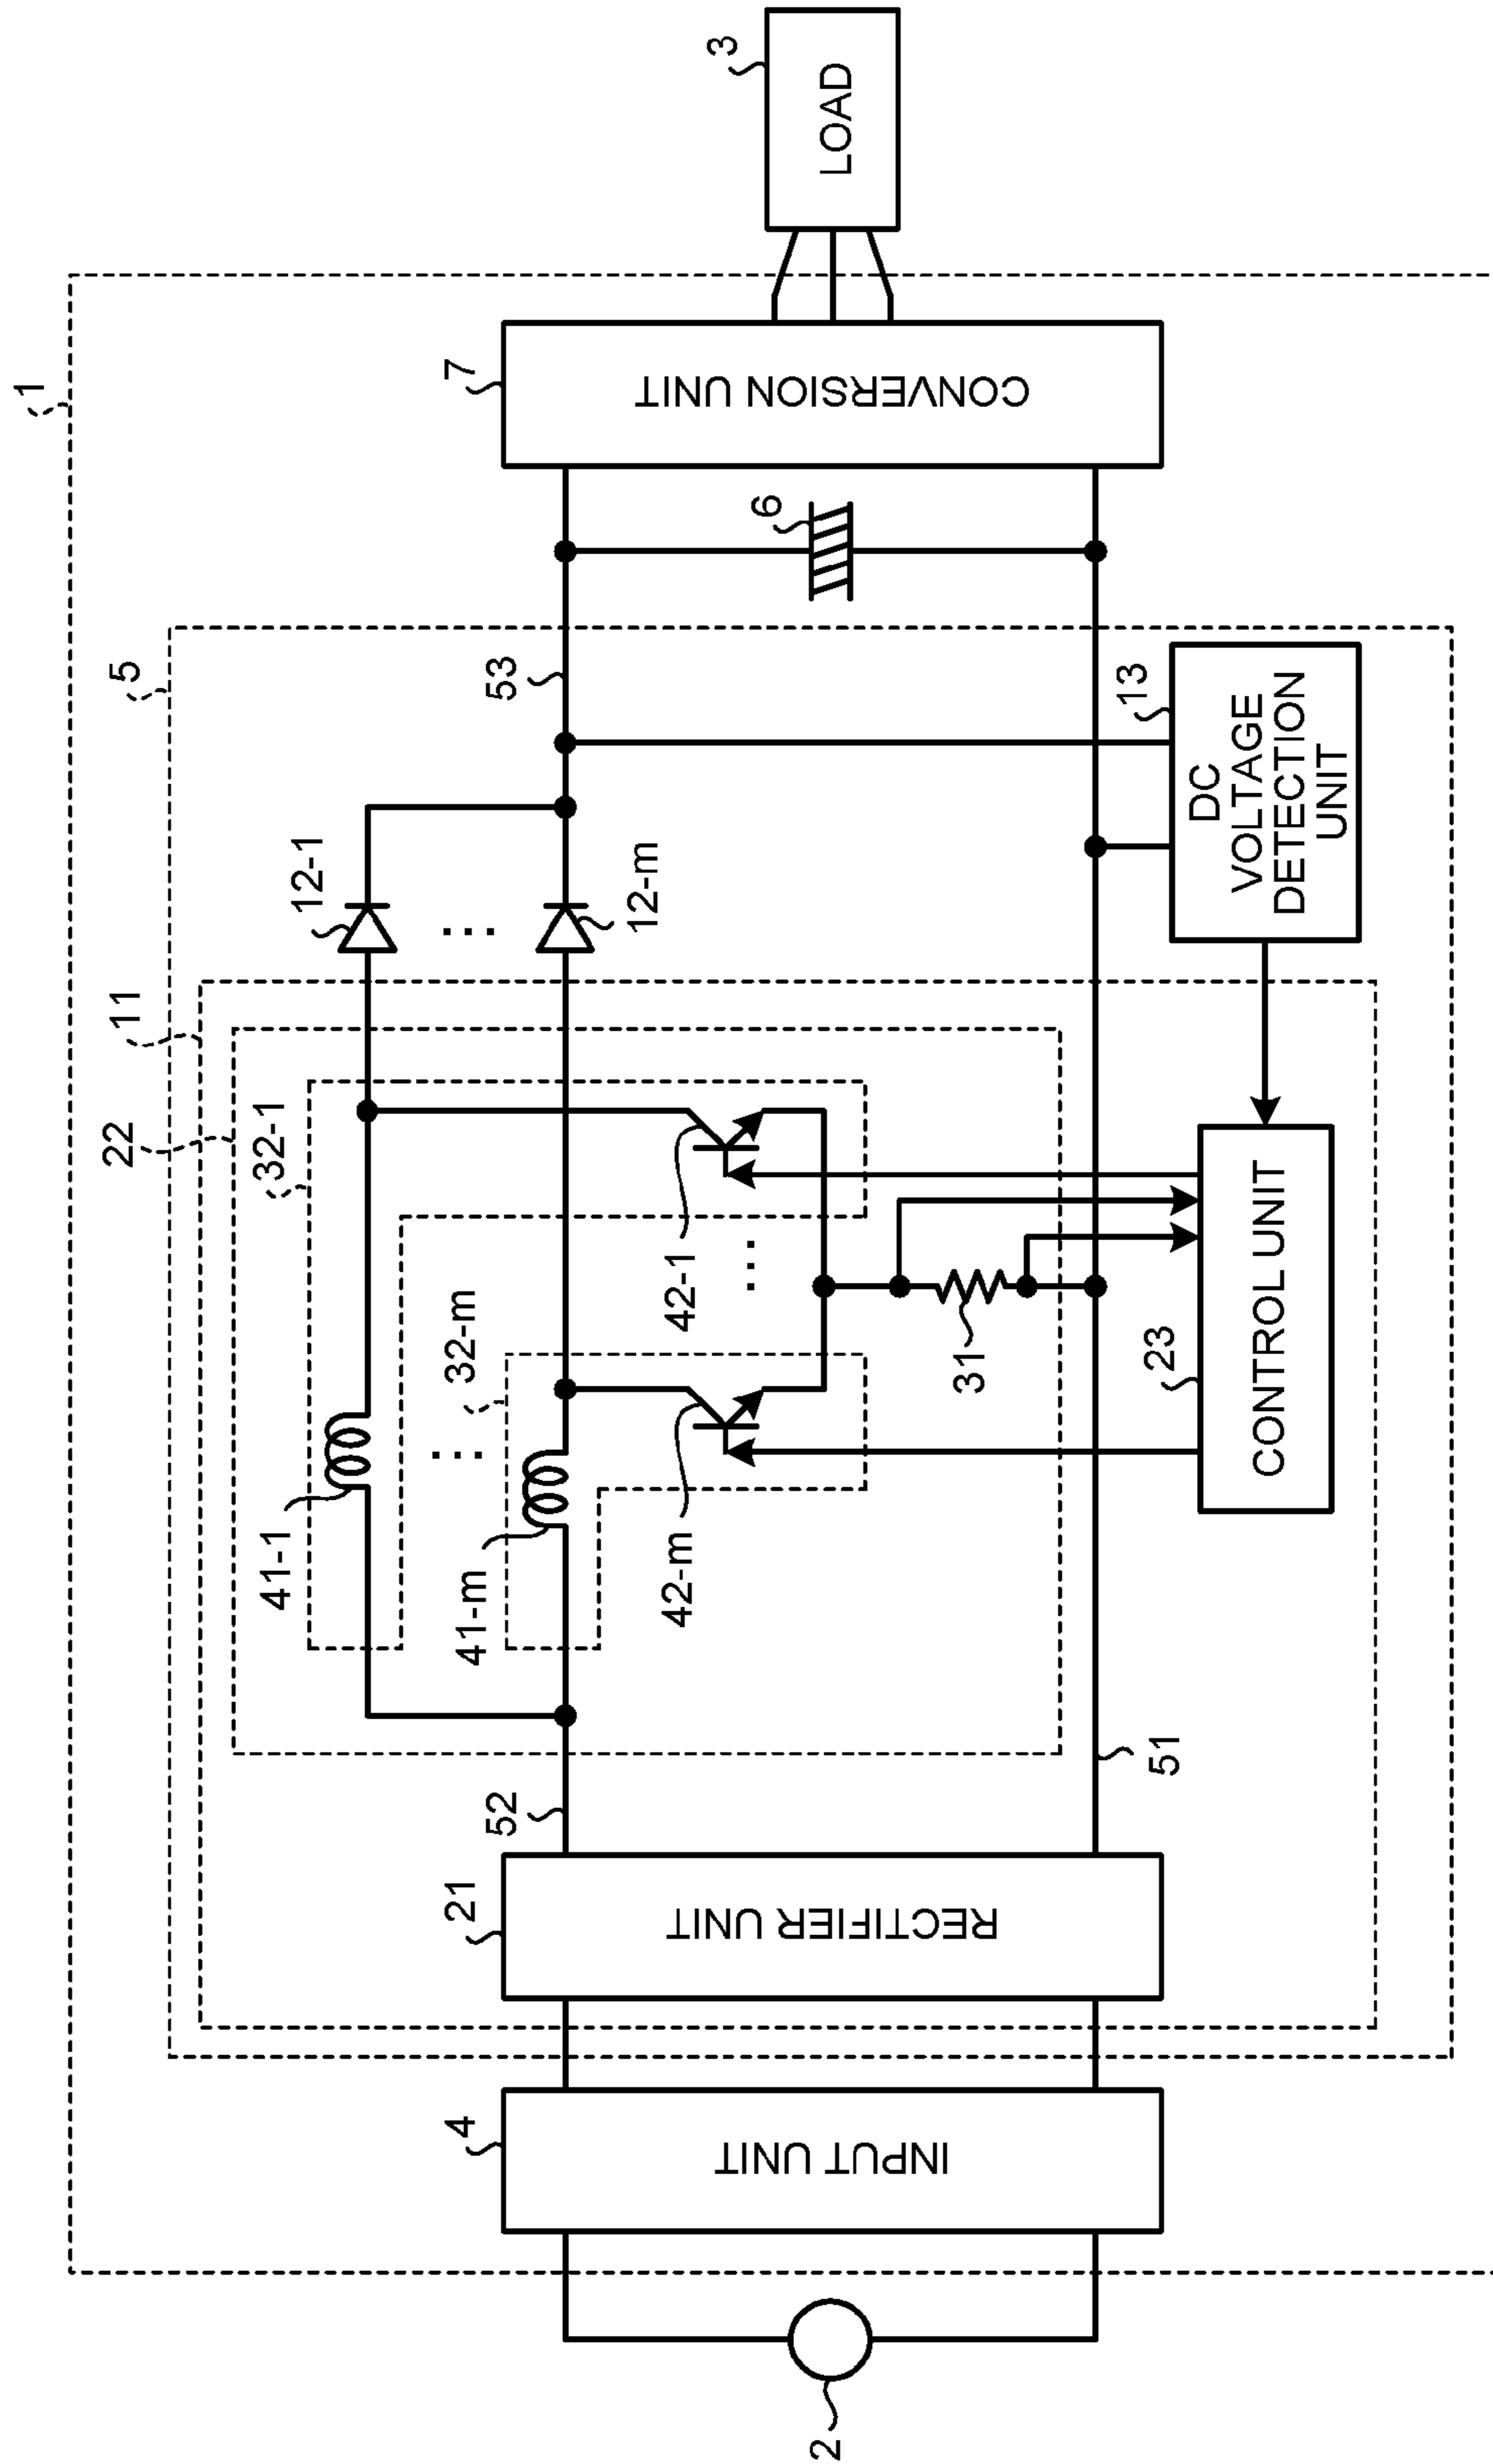 1
5
11
22
32-1
12-1
53
7
CONVERSION UNIT
6
3
LOAD
...
12-m
41-1
...
32-m
41-m
42-1
...
42-m
31
13
DC
VOLTAGE
DETECTION
UNIT
23
CONTROL UNIT
52
51
21
RECTIFIER UNIT
4
INPUT UNIT
2